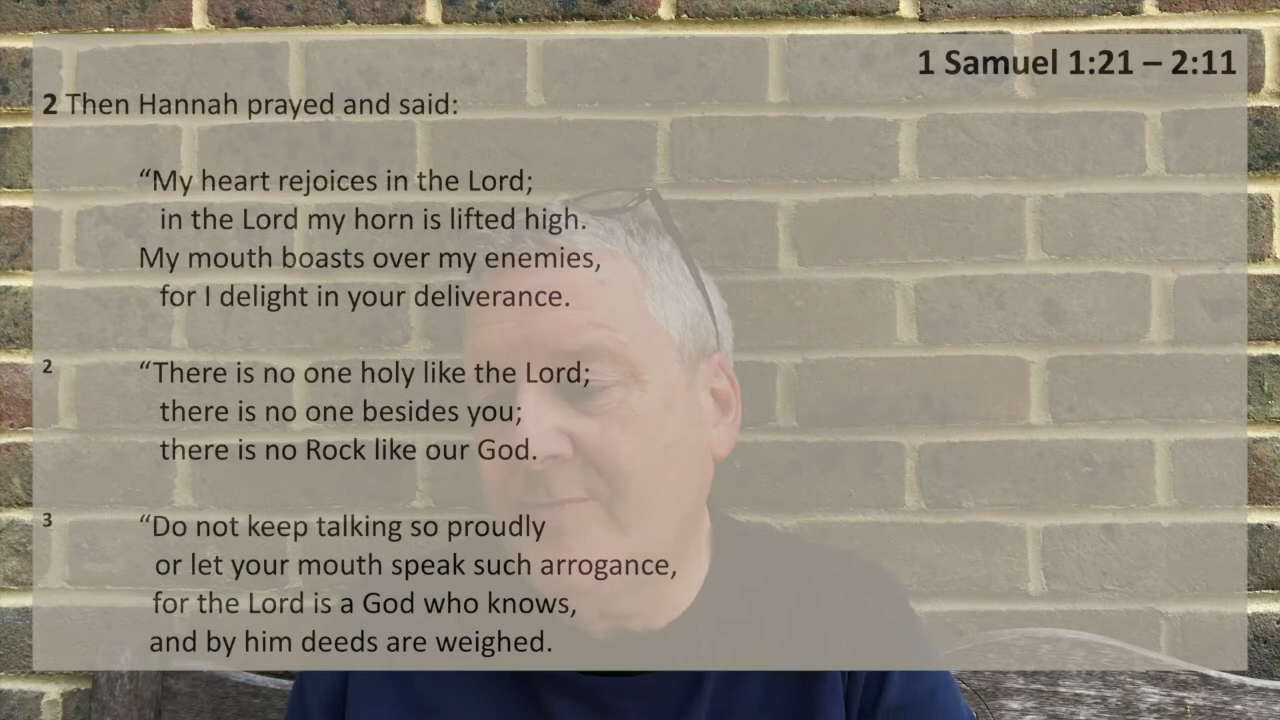 1 Samuel 1:21 – 2:11
2 Then Hannah prayed and said:
“My heart rejoices in the Lord;
in the Lord my horn is lifted high.
My mouth boasts over my enemies,
for I delight in your deliverance.
2 “There is no one holy like the Lord;
there is no one besides you;
there is no Rock like our God.
3 “Do not keep talking so proudly
or let your mouth speak such arrogance,
for the Lord is a God who knows,
and by him deeds are weighed.